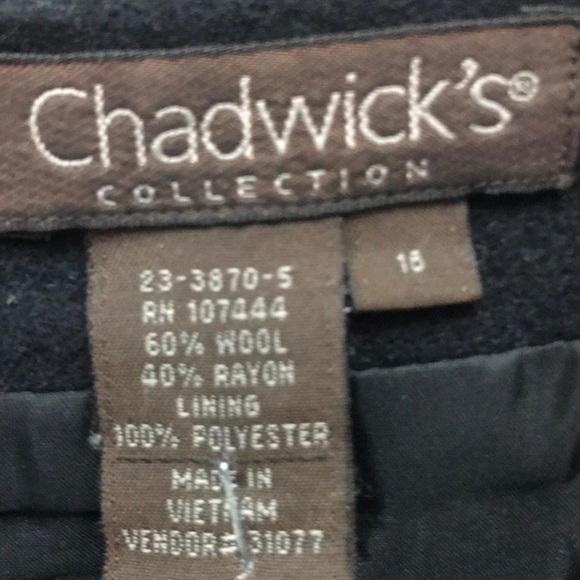 Chadwick's®
COLLECTION
16
23-3870-5
RN 107444
60% WOOL
40% RAYON
LINING
100% POLYESTER
MADE IN
VIETNAM
VENDOR# 31077